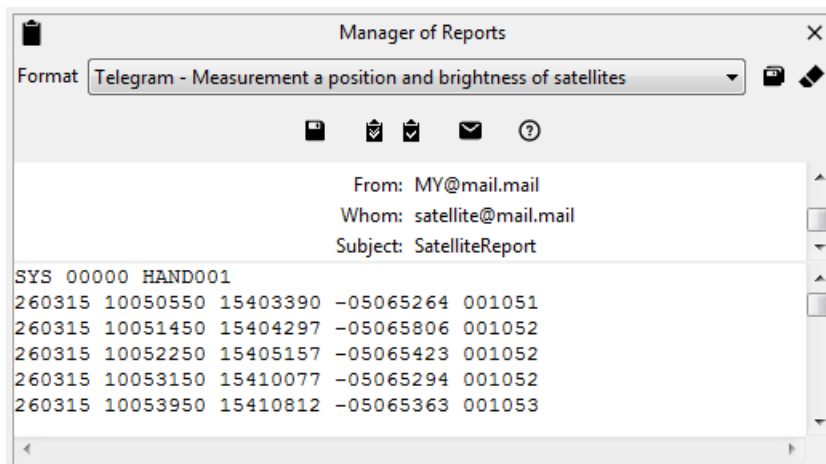 Manager of Reports
Format Telegram - Measurement a position and brightness of satellites
From: MY@mail.mail
Whom: satellite@mail.mail
Subject: SatelliteReport
SYS 00000 HAND001
260315 10050550 15403390 -05065264 001051
260315 10051450 15404297 -05065806 001052
260315 10052250 15405157 -05065423 001052
260315 10053150 15410077 -05065294 001052
260315 10053950 15410812 -05065363 001053